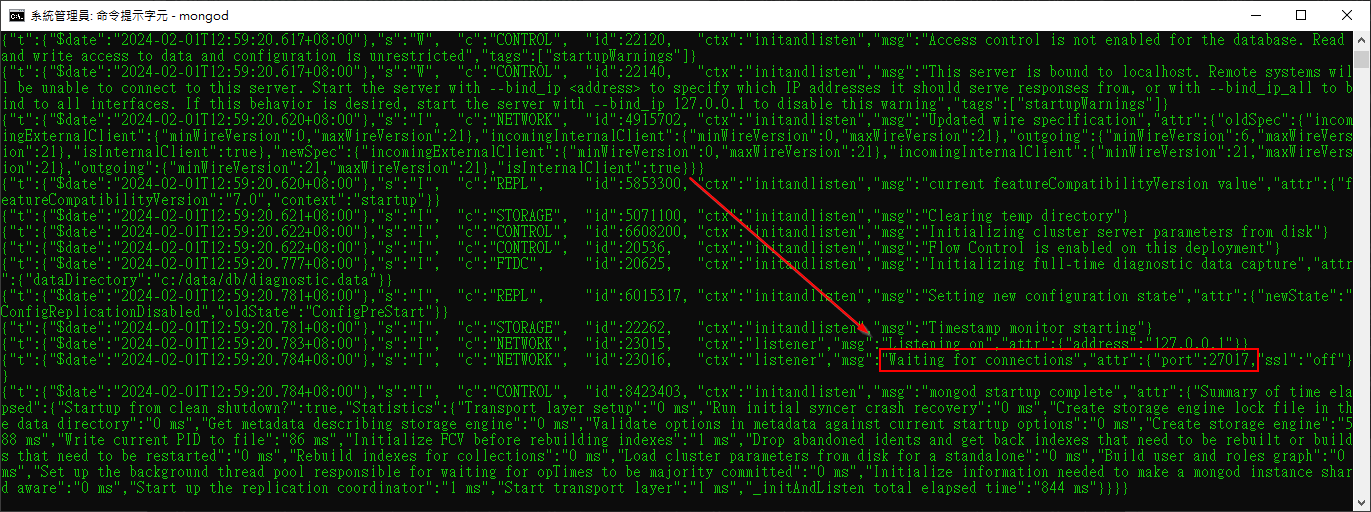 系統管理員: 命令提示字元 - mongod
{"t":{"$date":"2024-02-01T12:59:20.617+08:00"},"s":"W",  "c":"CONTROL",  "id":22120,   "ctx":"initandlisten","msg":"Access control is not enabled for the database. Read
and write access to data and configuration is unrestricted","tags":["startupWarnings"]}
{"t":{"$date":"2024-02-01T12:59:20.617+08:00"},"s":"W",  "c":"CONTROL",  "id":22140,   "ctx":"initandlisten","msg":"This server is bound to localhost. Remote systems wil
l be unable to connect to this server. Start the server with --bind_ip <address> to specify which IP addresses it should serve responses from, or with --bind_ip_all to b
ind to all interfaces. If this behavior is desired, start the server with --bind_ip 127.0.0.1 to disable this warning","tags":["startupWarnings"]}
{"t":{"$date":"2024-02-01T12:59:20.620+08:00"},"s":"I",  "c":"NETWORK",  "id":4915702, "ctx":"initandlisten","msg":"Updated wire specification","attr":{"oldSpec":{"incom
ingExternalClient":{"minWireVersion":0,"maxWireVersion":21},"incomingInternalClient":{"minWireVersion":0,"maxWireVersion":21},"outgoing":{"minWireVersion":6,"maxWireVers
ion":21},"isInternalClient":true},"newSpec":{"incomingExternalClient":{"minWireVersion":0,"maxWireVersion":21},"incomingInternalClient":{"minWireVersion":21,"maxWireVers
ion":21},"outgoing":{"minWireVersion":21,"maxWireVersion":21},"isInternalClient":true}}}
{"t":{"$date":"2024-02-01T12:59:20.620+08:00"},"s":"I",  "c":"REPL",     "id":5853300, "ctx":"initandlisten","msg":"current featureCompatibilityVersion value","attr":{"f
eatureCompatibilityVersion":"7.0","context":"startup"}}
{"t":{"$date":"2024-02-01T12:59:20.621+08:00"},"s":"I",  "c":"STORAGE",  "id":5071100, "ctx":"initandlisten","msg":"Clearing temp directory"}
{"t":{"$date":"2024-02-01T12:59:20.622+08:00"},"s":"I",  "c":"CONTROL",  "id":6608200, "ctx":"initandlisten","msg":"Initializing cluster server parameters from disk"}
{"t":{"$date":"2024-02-01T12:59:20.622+08:00"},"s":"I",  "c":"CONTROL",  "id":20536,   "ctx":"initandlisten","msg":"Flow Control is enabled on this deployment"}
{"t":{"$date":"2024-02-01T12:59:20.777+08:00"},"s":"I",  "c":"FTDC",     "id":20625,   "ctx":"initandlisten","msg":"Initializing full-time diagnostic data capture","attr
":{"dataDirectory":"c:/data/db/diagnostic.data"}}
{"t":{"$date":"2024-02-01T12:59:20.781+08:00"},"s":"I",  "c":"REPL",     "id":6015317, "ctx":"initandlisten","msg":"Setting new configuration state","attr":{"newState":"
ConfigReplicationDisabled","oldState":"ConfigPreStart"}}
{"t":{"$date":"2024-02-01T12:59:20.781+08:00"},"s":"I",  "c":"STORAGE",  "id":22262,   "ctx":"initandlisten","msg":"Timestamp monitor starting"}
{"t":{"$date":"2024-02-01T12:59:20.783+08:00"},"s":"I",  "c":"NETWORK",  "id":23015,   "ctx":"listener","msg":"Listening on","attr":{"address":"127.0.0.1"}}
{"t":{"$date":"2024-02-01T12:59:20.784+08:00"},"s":"I",  "c":"NETWORK",  "id":23016,   "ctx":"listener","msg":"Waiting for connections","attr":{"port":27017,"ssl":"off"}
}
{"t":{"$date":"2024-02-01T12:59:20.784+08:00"},"s":"I",  "c":"CONTROL",  "id":8423403, "ctx":"initandlisten","msg":"mongod startup complete","attr":{"Summary of time ela
psed":{"Startup from clean shutdown?":true,"Statistics":{"Transport layer setup":"0 ms","Run initial syncer crash recovery":"0 ms","Create storage engine lock file in th
e data directory":"0 ms","Get metadata describing storage engine":"0 ms","Validate options in metadata against current startup options":"0 ms","Create storage engine":"5
88 ms","Write current PID to file":"86 ms","Initialize FCV before rebuilding indexes":"1 ms","Drop abandoned idents and get back indexes that need to be rebuilt or build
s that need to be restarted":"0 ms","Rebuild indexes for collections":"0 ms","Load cluster parameters from disk for a standalone":"0 ms","Build user and roles graph":"0
ms","Set up the background thread pool responsible for waiting for opTimes to be majority committed":"0 ms","Initialize information needed to make a mongod instance shar
d aware":"0 ms","Start up the replication coordinator":"1 ms","Start transport layer":"1 ms","_initAndListen total elapsed time":"844 ms"}}}}